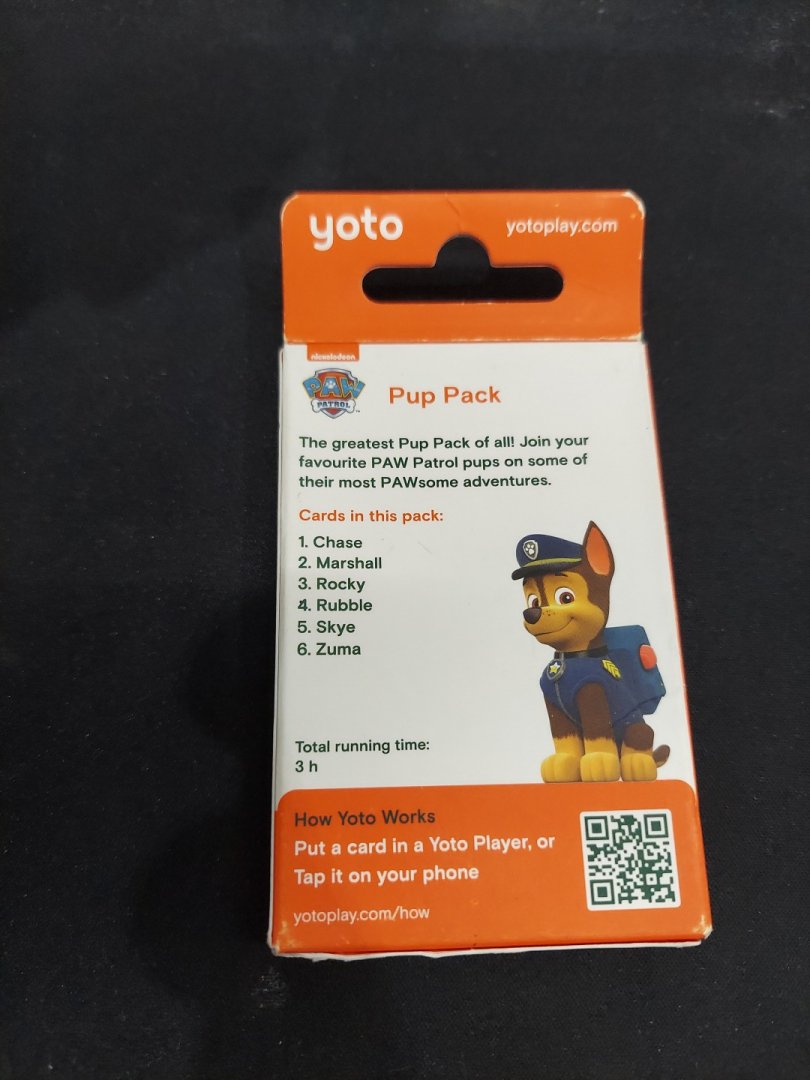 yoto
yotoplay.com
nickelodeon
PAW
PATROL
Pup Pack
The greatest Pup Pack of all! Join your
favourite PAW Patrol pups on some of
their most PAWsome adventures.
Cards in this pack:
1. Chase
2. Marshall
3. Rocky
4. Rubble
5. Skye
6. Zuma
Total running time:
3 h
How Yoto Works
Put a card in a Yoto Player, or
Tap it on your phone
yotoplay.com/how